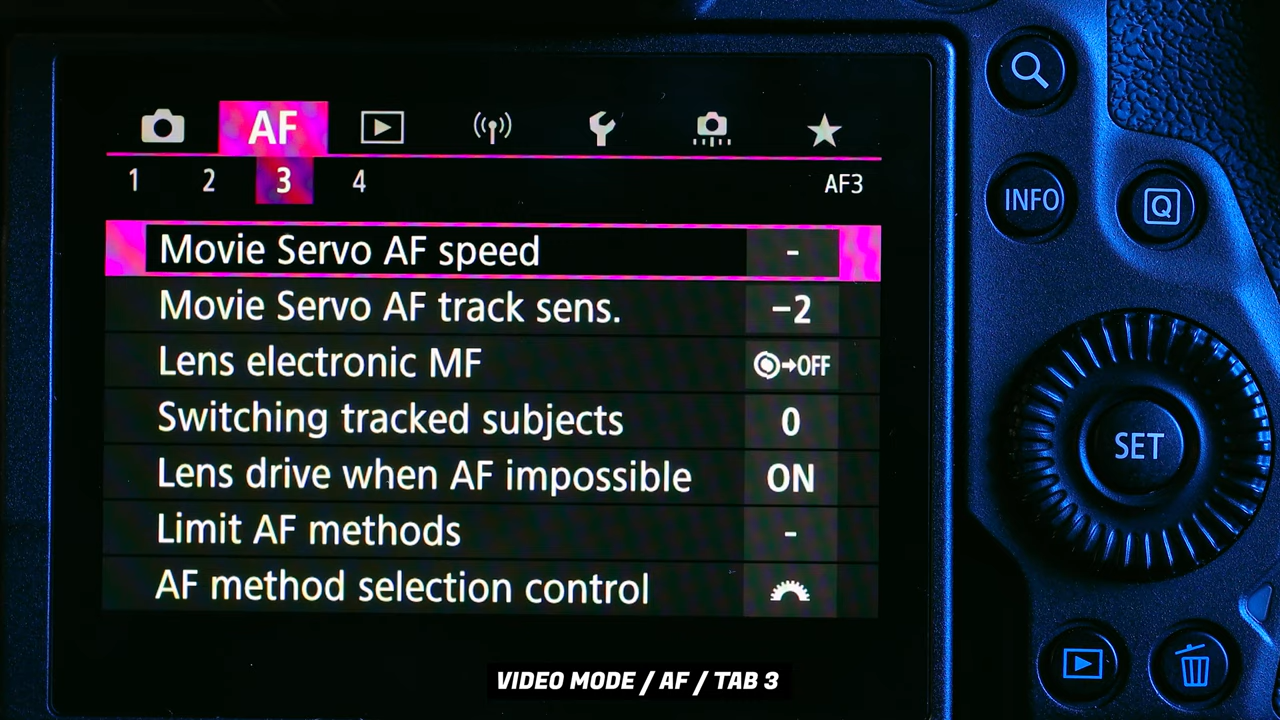 AF
1 2 3 4 AF3
Movie Servo AF speed -
Movie Servo AF track sens. -2
Lens electronic MF →OFF
Switching tracked subjects 0
Lens drive when AF impossible ON
Limit AF methods -
AF method selection control
INFO
Q
SET
VIDEO MODE / AF / TAB 3